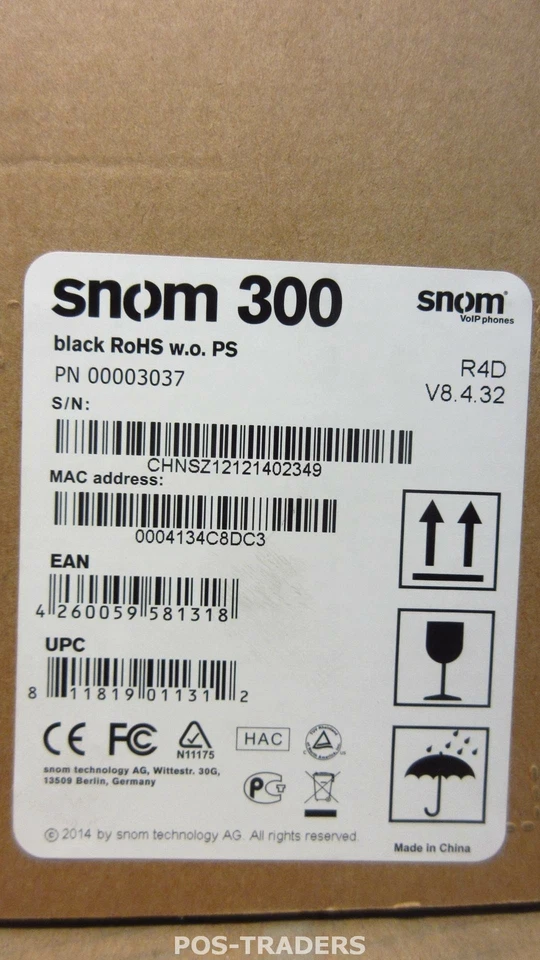 snom 300
snom®
VoIP phones
black RoHS w.o. PS
PN 00003037
R4D
V8.4.32
S/N:
CHNSZ12121402349
MAC address:
0004134C8DC3
EAN
4 260059 581318
UPC
8 11819 01131 2
CE FC N11175 HAC
snom technology AG, Wittestr. 30G,
13509 Berlin, Germany
© 2014 by snom technology AG All rights reserved
Made in China
POS-TRADERS